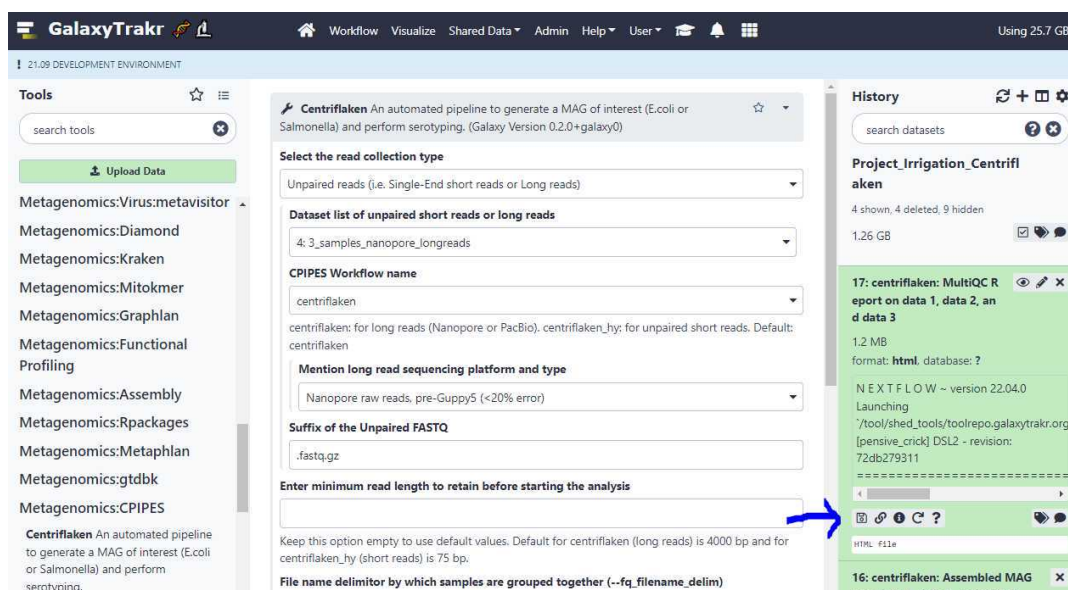 GalaxyTrakr
Workflow Visualize Shared Data Admin Help User
Using 25.7 GB
! 21.09 DEVELOPMENT ENVIRONMENT
Tools
search tools
Upload Data
Metagenomics:Virus:metavisitor
Metagenomics:Diamond
Metagenomics:Kraken
Metagenomics:Mitokmer
Metagenomics:Graphlan
Metagenomics:Functional
Profiling
Metagenomics:Assembly
Metagenomics:Rpackages
Metagenomics:Metaphlan
Metagenomics:gtdbk
Metagenomics:CPIPES
Centriflaken An automated pipeline
to generate a MAG of interest (E.coli
or Salmonella) and perform
serotyping.
Centriflaken An automated pipeline to generate a MAG of interest (E.coli or
Salmonella) and perform serotyping. (Galaxy Version 0.2.0+galaxy0)
Select the read collection type
Unpaired reads (i.e. Single-End short reads or Long reads)
Dataset list of unpaired short reads or long reads
4: 3_samples_nanopore_longreads
CPIPES Workflow name
centriflaken
centriflaken: for long reads (Nanopore or PacBio). centriflaken_hy: for unpaired short reads. Default:
centriflaken
Mention long read sequencing platform and type
Nanopore raw reads, pre-Guppy5 (<20% error)
Suffix of the Unpaired FASTQ
.fastq.gz
Enter minimum read length to retain before starting the analysis
Keep this option empty to use default values. Default for centriflaken (long reads) is 4000 bp and for
centriflaken_hy (short reads) is 75 bp.
File name delimitor by which samples are grouped together (--fq_filename_delim)
History
search datasets
Project_Irrigation_Centrifl
aken
4 shown, 4 deleted, 9 hidden
1.26 GB
17: centriflaken: MultiQC R
eport on data 1, data 2, an
d data 3
1.2 MB
format: html, database: ?
N E X T F L O W ~ version 22.04.0
Launching
`/tool/shed_tools/toolrepo.galaxytrakr.org
[pensive_crick] DSL2 - revision:
72db279311
============================
HTML file
16: centriflaken: Assembled MAG